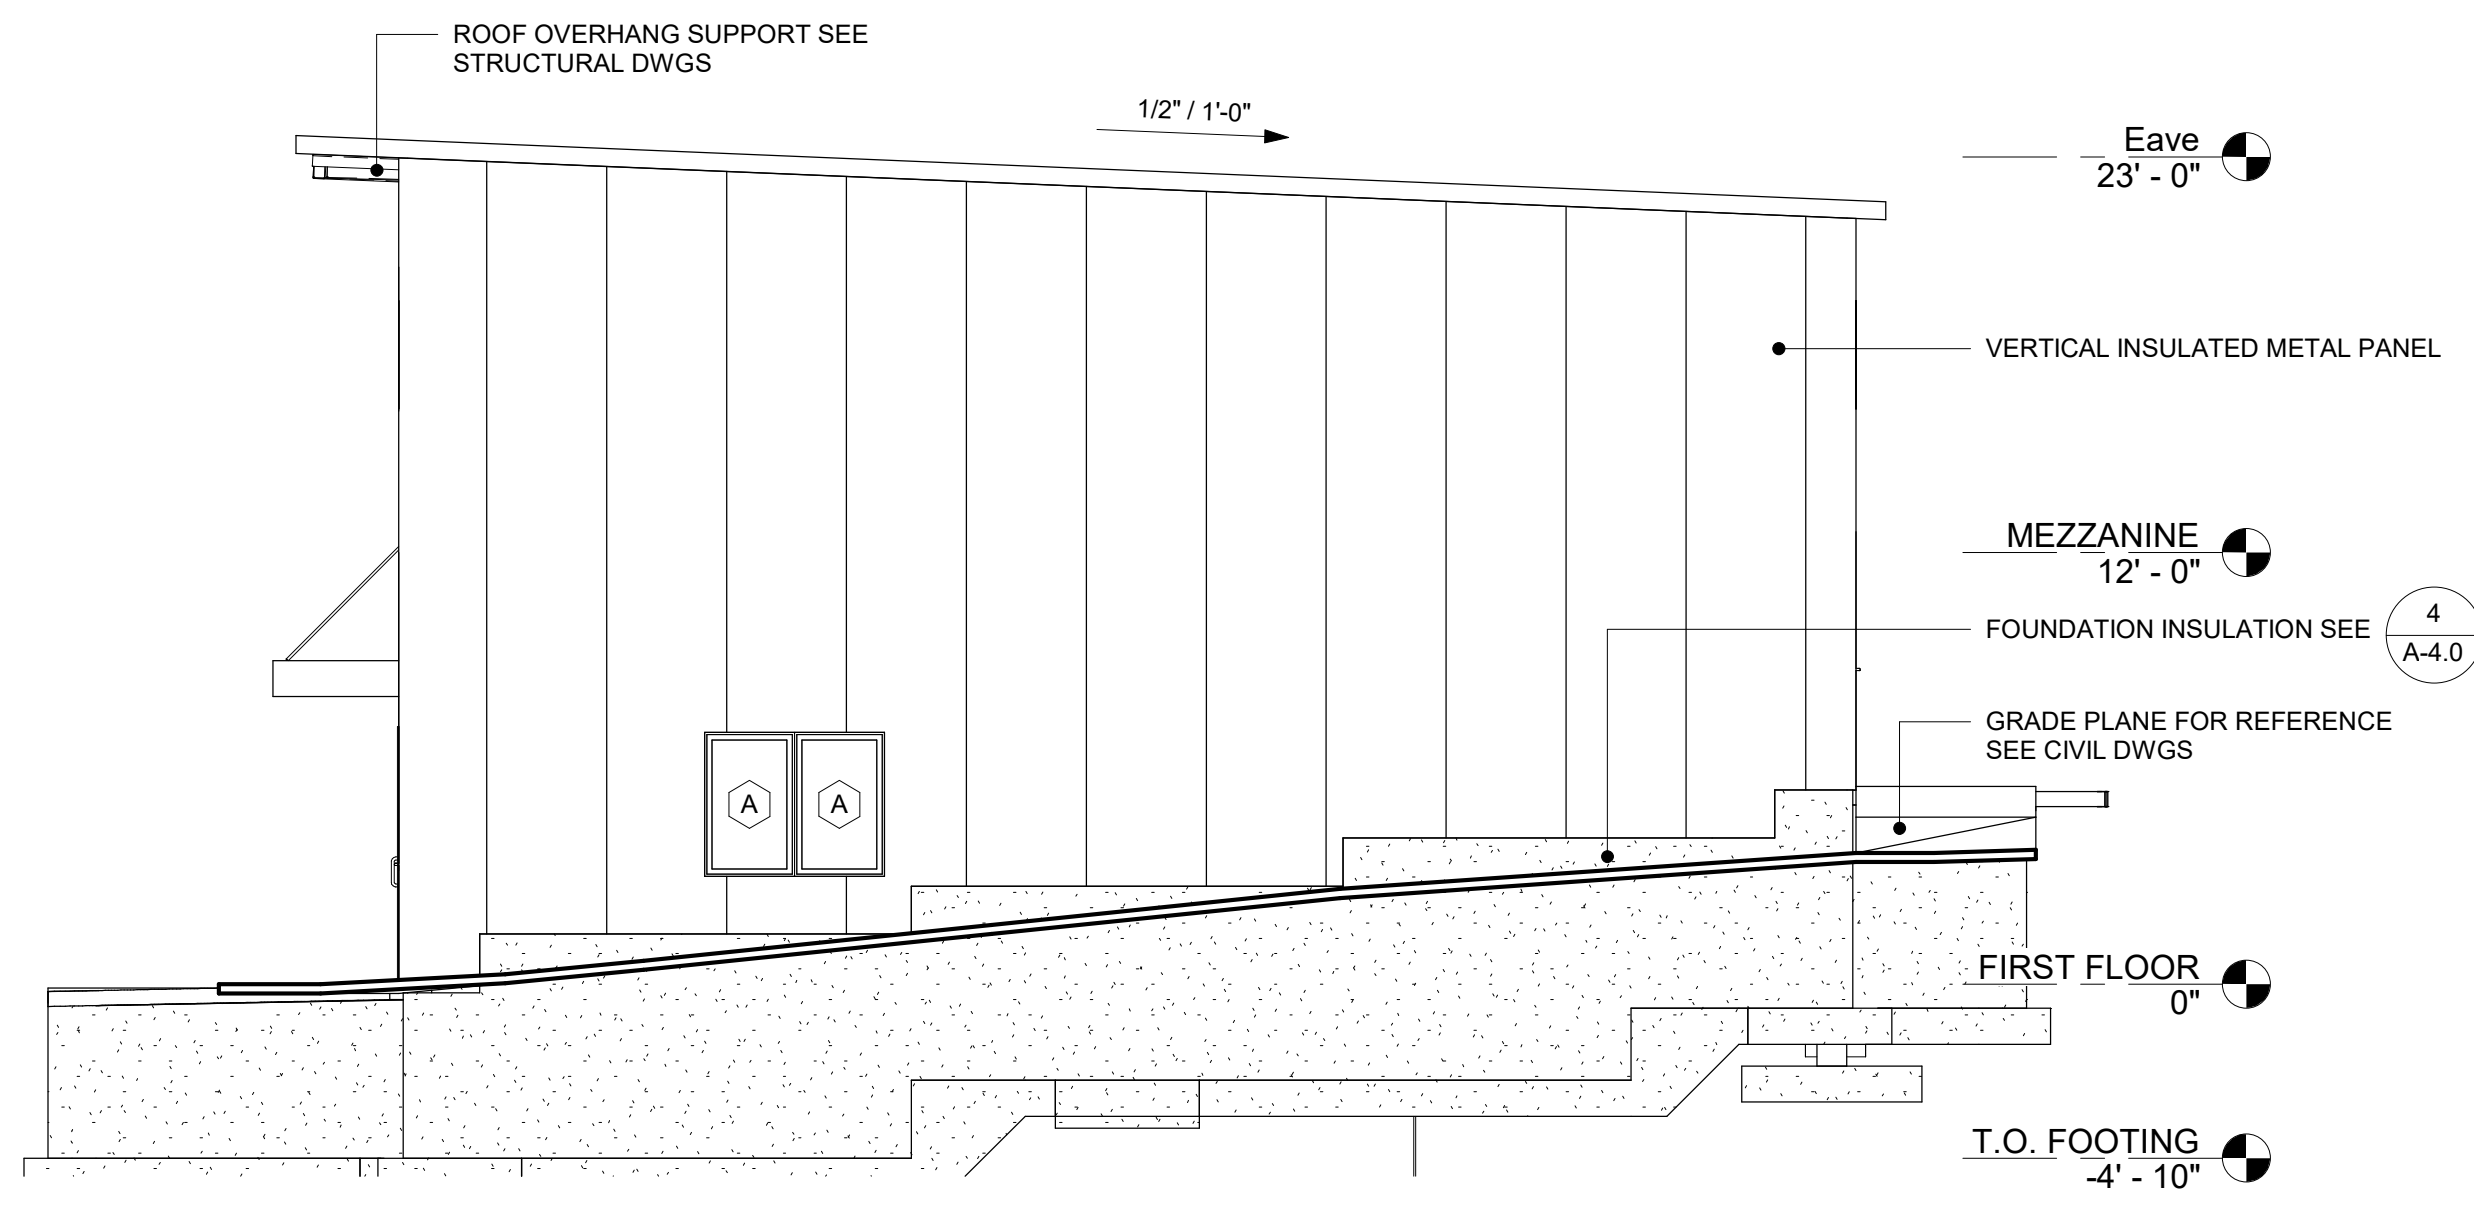 ROOF OVERHANG SUPPORT SEE
STRUCTURAL DWGS
1/2" / 1'-0"
Eave
23' - 0"
VERTICAL INSULATED METAL PANEL
MEZZANINE
12' - 0"
FOUNDATION INSULATION SEE
4
A-4.0
GRADE PLANE FOR REFERENCE
SEE CIVIL DWGS
A
A
FIRST FLOOR
0"
T.O. FOOTING
-4' - 10"